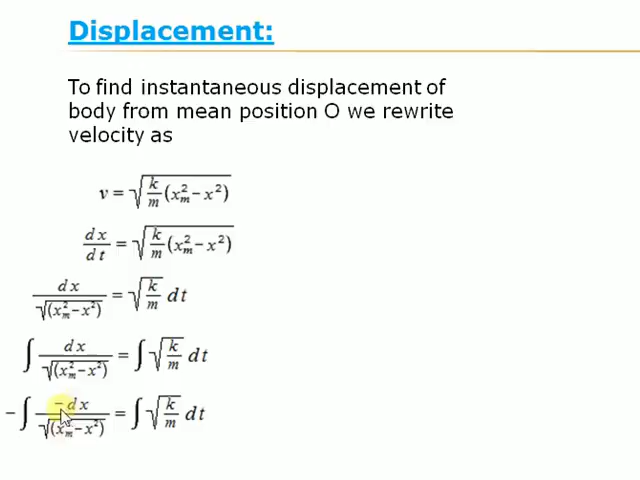 Displacement:
To find instantaneous displacement of
body from mean position O we rewrite
velocity as
v = √(k/m (x_m² − x²))
dx/dt = √(k/m (x_m² − x²))
dx/√((x_m² − x²)) = √(k/m) dt
∫ dx/√((x_m² − x²)) = ∫ √(k/m) dt
−∫ −dx/√((x_m² − x²)) = ∫ √(k/m) dt